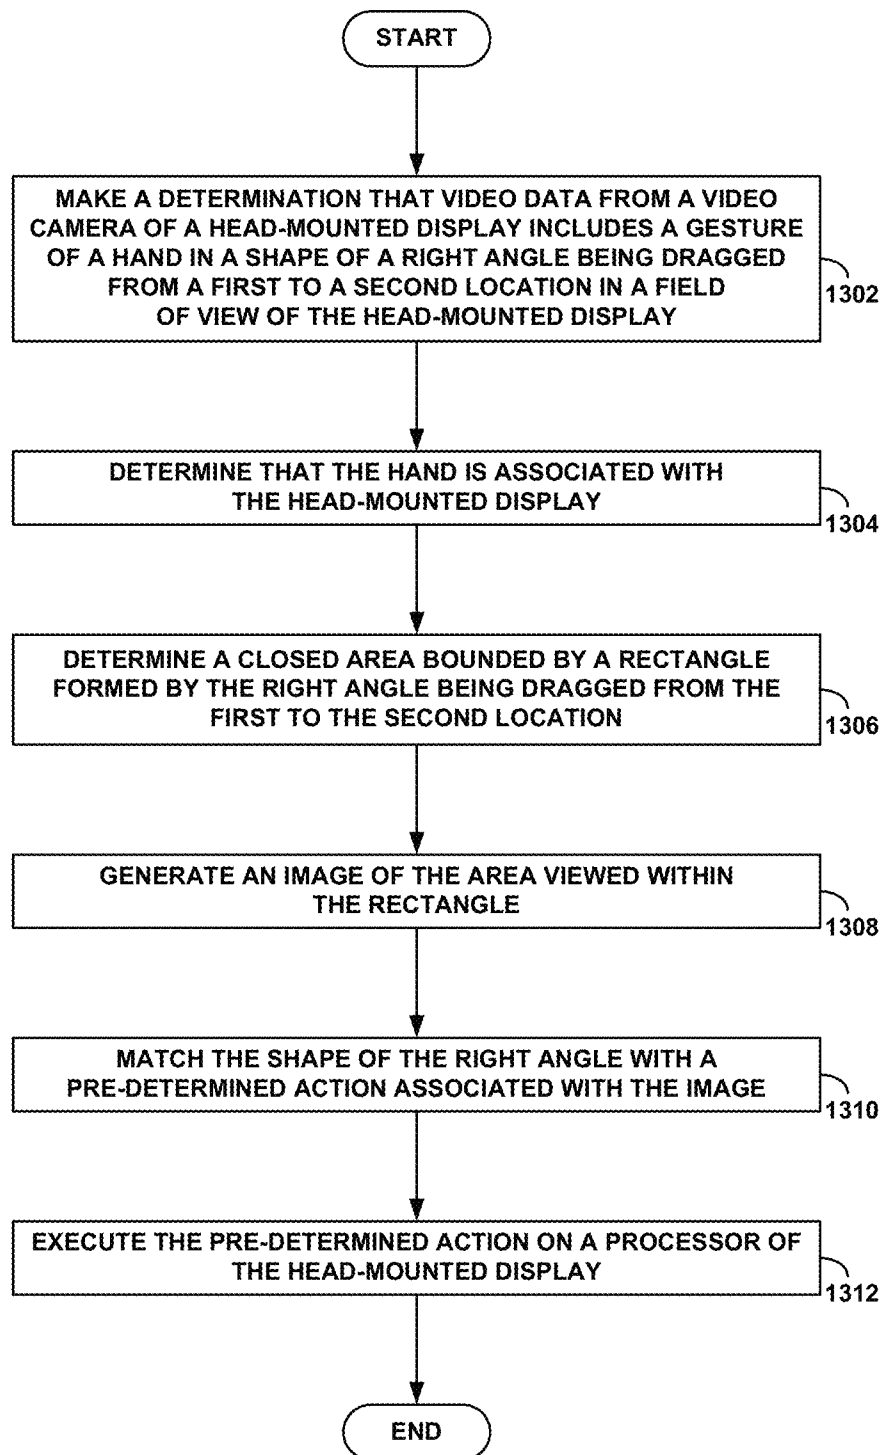 START
MAKE A DETERMINATION THAT VIDEO DATA FROM A VIDEO
CAMERA OF A HEAD-MOUNTED DISPLAY INCLUDES A GESTURE
OF A HAND IN A SHAPE OF A RIGHT ANGLE BEING DRAGGED
FROM A FIRST TO A SECOND LOCATION IN A FIELD
OF VIEW OF THE HEAD-MOUNTED DISPLAY
1302
DETERMINE THAT THE HAND IS ASSOCIATED WITH
THE HEAD-MOUNTED DISPLAY
1304
DETERMINE A CLOSED AREA BOUNDED BY A RECTANGLE
FORMED BY THE RIGHT ANGLE BEING DRAGGED FROM THE
FIRST TO THE SECOND LOCATION
1306
GENERATE AN IMAGE OF THE AREA VIEWED WITHIN
THE RECTANGLE
1308
MATCH THE SHAPE OF THE RIGHT ANGLE WITH A
PRE-DETERMINED ACTION ASSOCIATED WITH THE IMAGE
1310
EXECUTE THE PRE-DETERMINED ACTION ON A PROCESSOR OF
THE HEAD-MOUNTED DISPLAY
1312
END